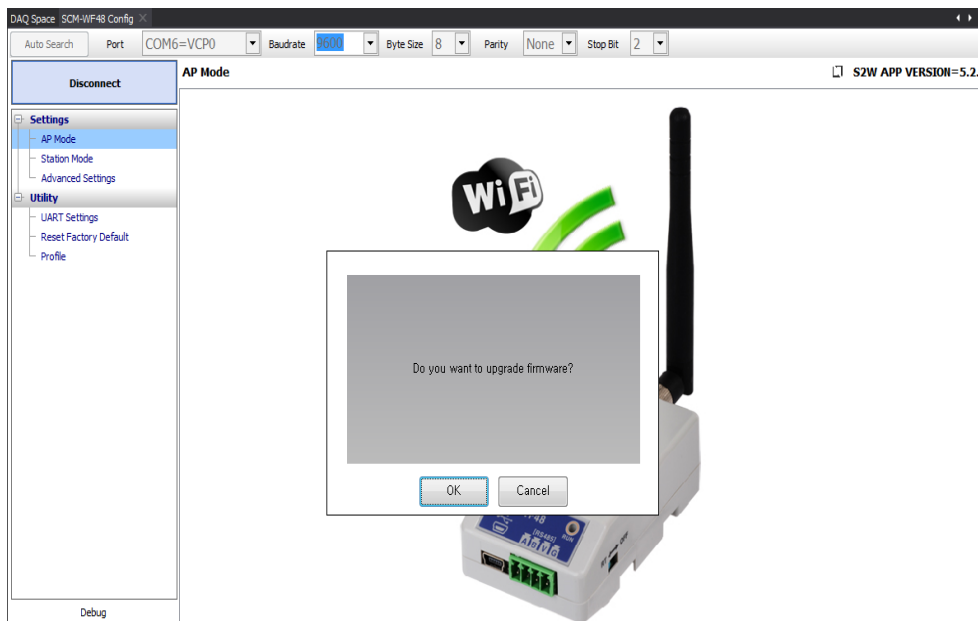 DAQ Space SCM-WF48 Config
Auto Search Port COM6=VCP0 Baudrate 9600 Byte Size 8 Parity None Stop Bit 2
Disconnect
AP Mode
S2W APP VERSION=5.2.
Settings
AP Mode
Station Mode
Advanced Settings
Utility
UART Settings
Reset Factory Default
Profile
WiFi
Do you want to upgrade firmware?
OK Cancel
[RS485]
RUN
A B V G
OFF
Debug